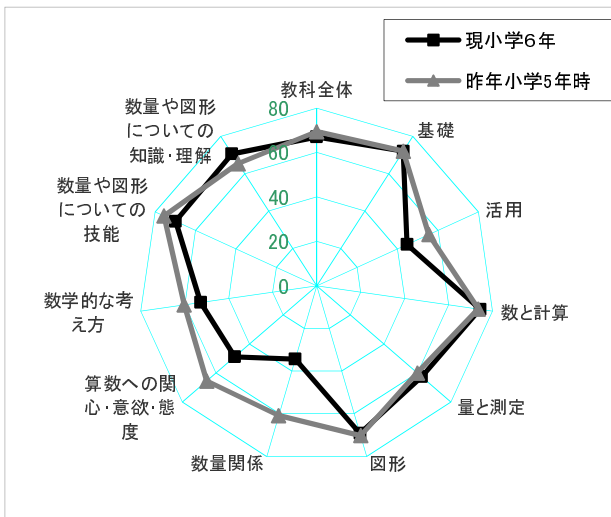 現小学6年
昨年小学5年時
教科全体
基礎
活用
数と計算
量と測定
図形
数量関係
算数への関
心・意欲・態
度
数学的な考
え方
数量や図形
についての
技能
数量や図形
についての
知識・理解
80
60
40
20
0